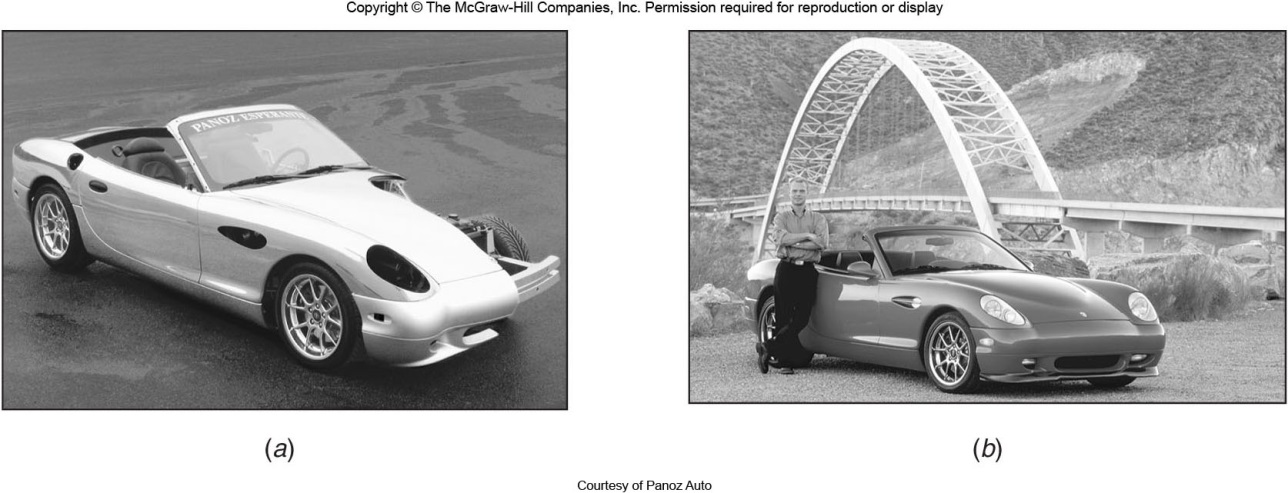 Copyright © The McGraw-Hill Companies, Inc. Permission required for reproduction or display
PANOZ ESPERANTE
(a)
(b)
Courtesy of Panoz Auto